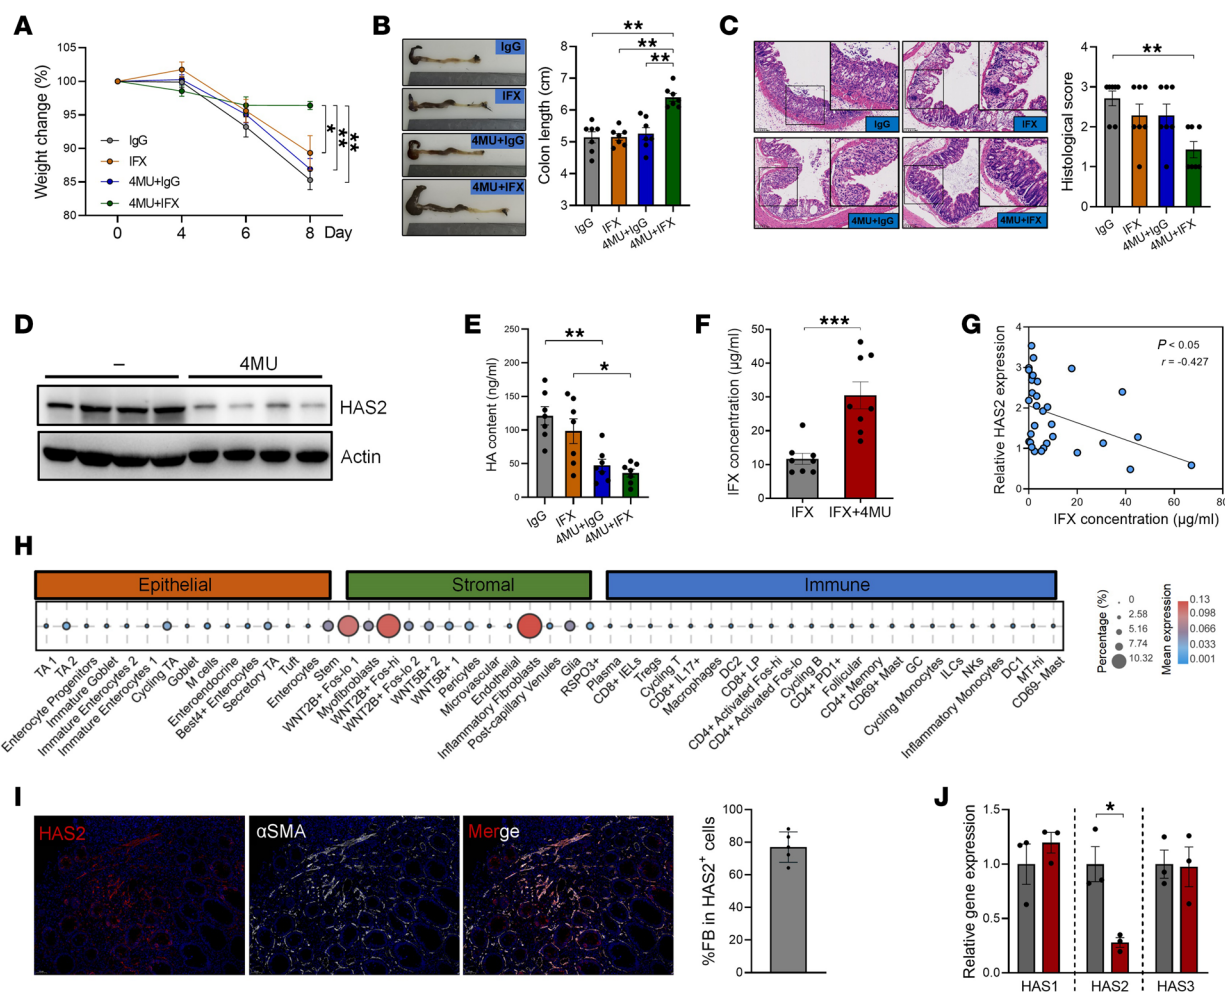 A
Weight change (%)
105
100
95
90
85
80
0
4
6
8 Day
IgG
IFX
4MU+IgG
4MU+IFX
*
**
**
B
IgG
IFX
4MU+IgG
4MU+IFX
Colon length (cm)
8
7
6
5
4
3
**
**
**
IgG
IFX
4MU+IgG
4MU+IFX
C
IgG
IFX
4MU+IgG
4MU+IFX
Histological score
4
3
2
1
0
**
IgG
IFX
4MU+IgG
4MU+IFX
D
–
4MU
HAS2
Actin
E
HA content (ng/ml)
250
200
150
100
50
0
**
*
IgG
IFX
4MU+IgG
4MU+IFX
F
IFX concentration (μg/ml)
50
40
30
20
10
0
***
IFX
IFX+4MU
G
Relative HAS2 expression
4
3
2
1
0
P < 0.05
r = -0.427
0
20
40
60
80
IFX concentration (μg/ml)
H
Epithelial
Stromal
Immune
TA 1
TA 2
Enterocyte Progenitors
Immature Goblet
Immature Enterocytes 2
Immature Enterocytes 1
Cycling TA
Goblet
M cells
Enteroendocrine
Best4+ Enterocytes
Secretory TA
Tuft
Enterocytes
Stem
WNT2B+ Fos-lo 1
Myofibroblasts
WNT2B+ Fos-hi
WNT2B+ Fos-lo 2
WNT5B+ 2
WNT5B+ 1
Pericytes
Microvascular
Endothelial
Inflammatory Fibroblasts
Post-capillary Venules
Glia
RSPO3+
Plasma
CD8+ IELs
Tregs
Cycling T
CD8+ IL17+
Macrophages
DC2
CD8+ LP
CD4+ Activated Fos-hi
CD4+ Activated Fos-lo
Cycling B
CD4+ PD1+
Follicular
CD4+ Memory
CD69+ Mast
GC
Cycling Monocytes
ILCs
NKs
Inflammatory Monocytes
DC1
MT-hi
CD69- Mast
Percentage (%)
0
2.58
5.16
7.74
10.32
Mean expression
0.13
0.098
0.066
0.033
0.001
I
HAS2
αSMA
Merge
%FB in HAS2+ cells
100
80
60
40
20
0
J
Relative gene expression
1.5
1.0
0.5
0.0
*
HAS1
HAS2
HAS3